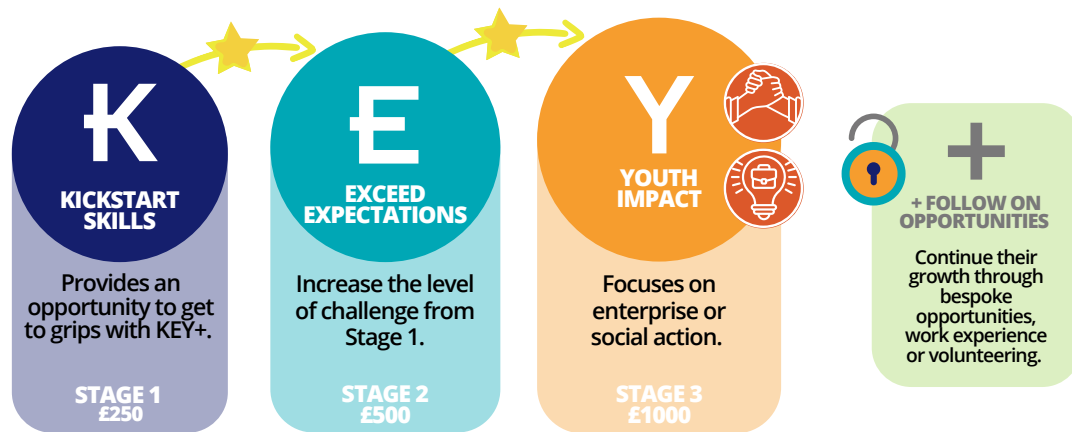 K
KICKSTART
SKILLS
Provides an
opportunity to get
to grips with KEY+.
STAGE 1
£250
E
EXCEED
EXPECTATIONS
Increase the level
of challenge from
Stage 1.
STAGE 2
£500
Y
YOUTH
IMPACT
Focuses on
enterprise or
social action.
STAGE 3
£1000
+
+ FOLLOW ON
OPPORTUNITIES
Continue their
growth through
bespoke
opportunities,
work experience
or volunteering.